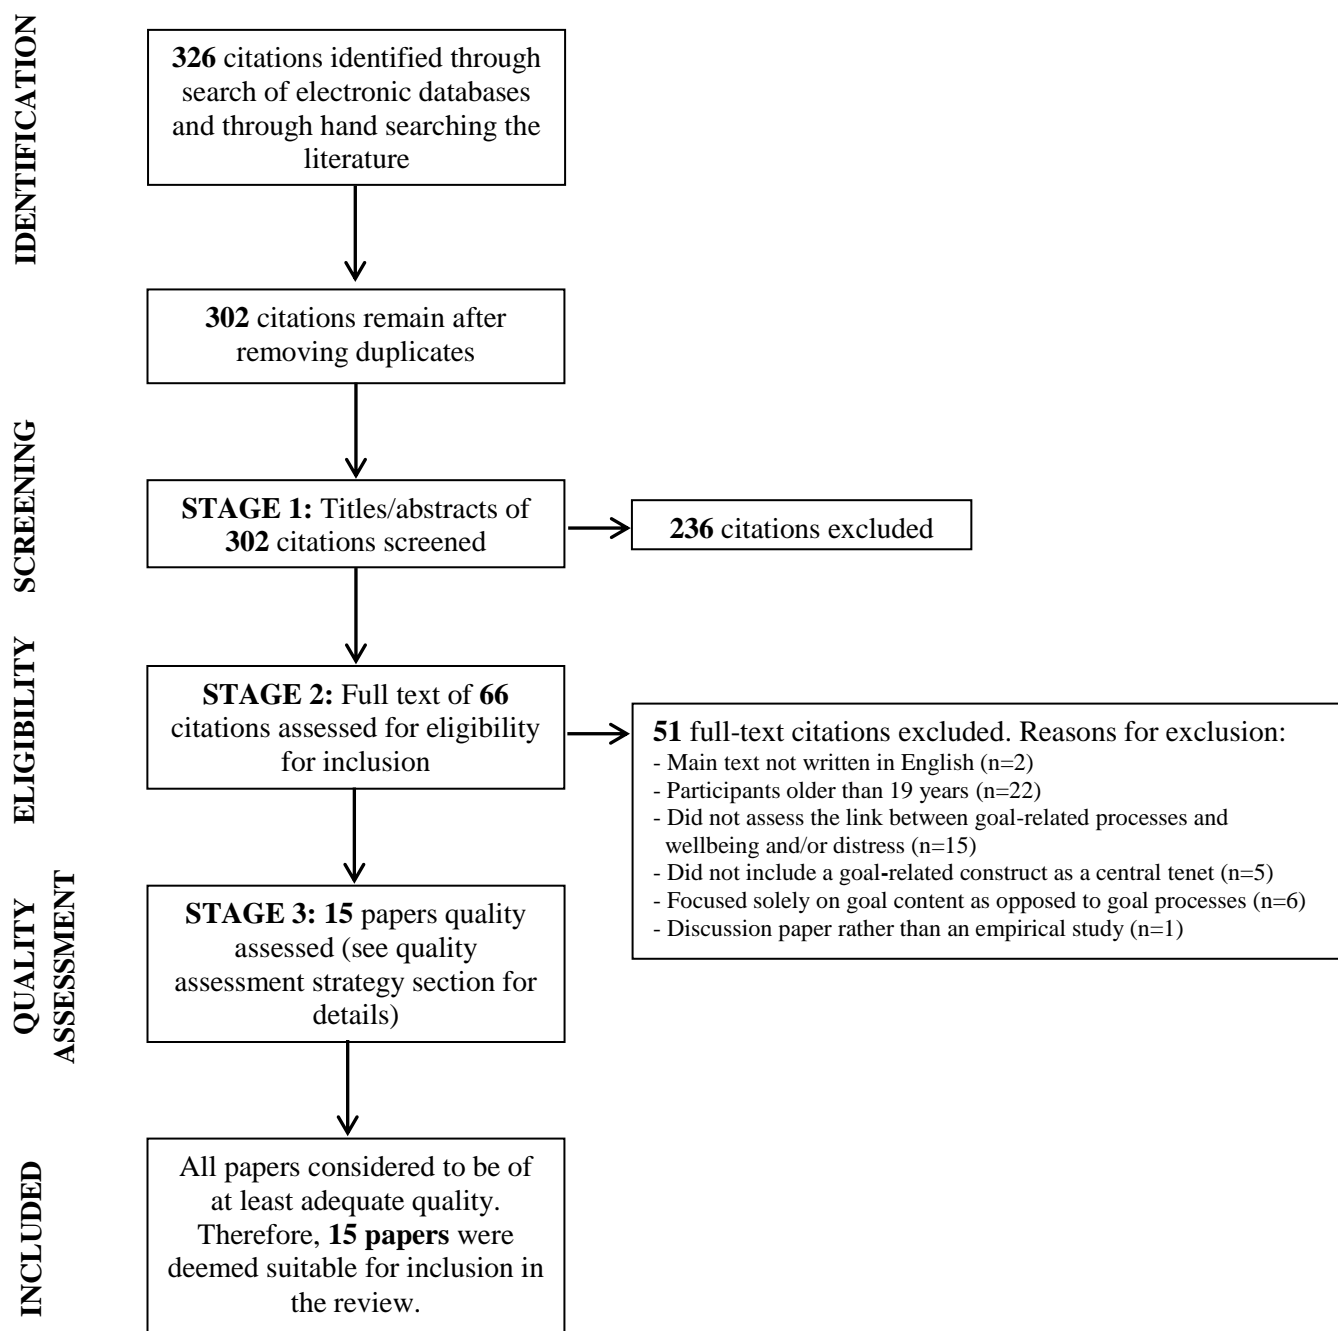 IDENTIFICATION
326 citations identified through
search of electronic databases
and through hand searching the
literature
302 citations remain after
removing duplicates
SCREENING
STAGE 1: Titles/abstracts of
302 citations screened
236 citations excluded
ELIGIBILITY
STAGE 2: Full text of 66
citations assessed for eligibility
for inclusion
51 full-text citations excluded. Reasons for exclusion:
- Main text not written in English (n=2)
- Participants older than 19 years (n=22)
- Did not assess the link between goal-related processes and
wellbeing and/or distress (n=15)
- Did not include a goal-related construct as a central tenet (n=5)
- Focused solely on goal content as opposed to goal processes (n=6)
- Discussion paper rather than an empirical study (n=1)
QUALITY
ASSESSMENT
STAGE 3: 15 papers quality
assessed (see quality
assessment strategy section for
details)
INCLUDED
All papers considered to be of
at least adequate quality.
Therefore, 15 papers were
deemed suitable for inclusion in
the review.